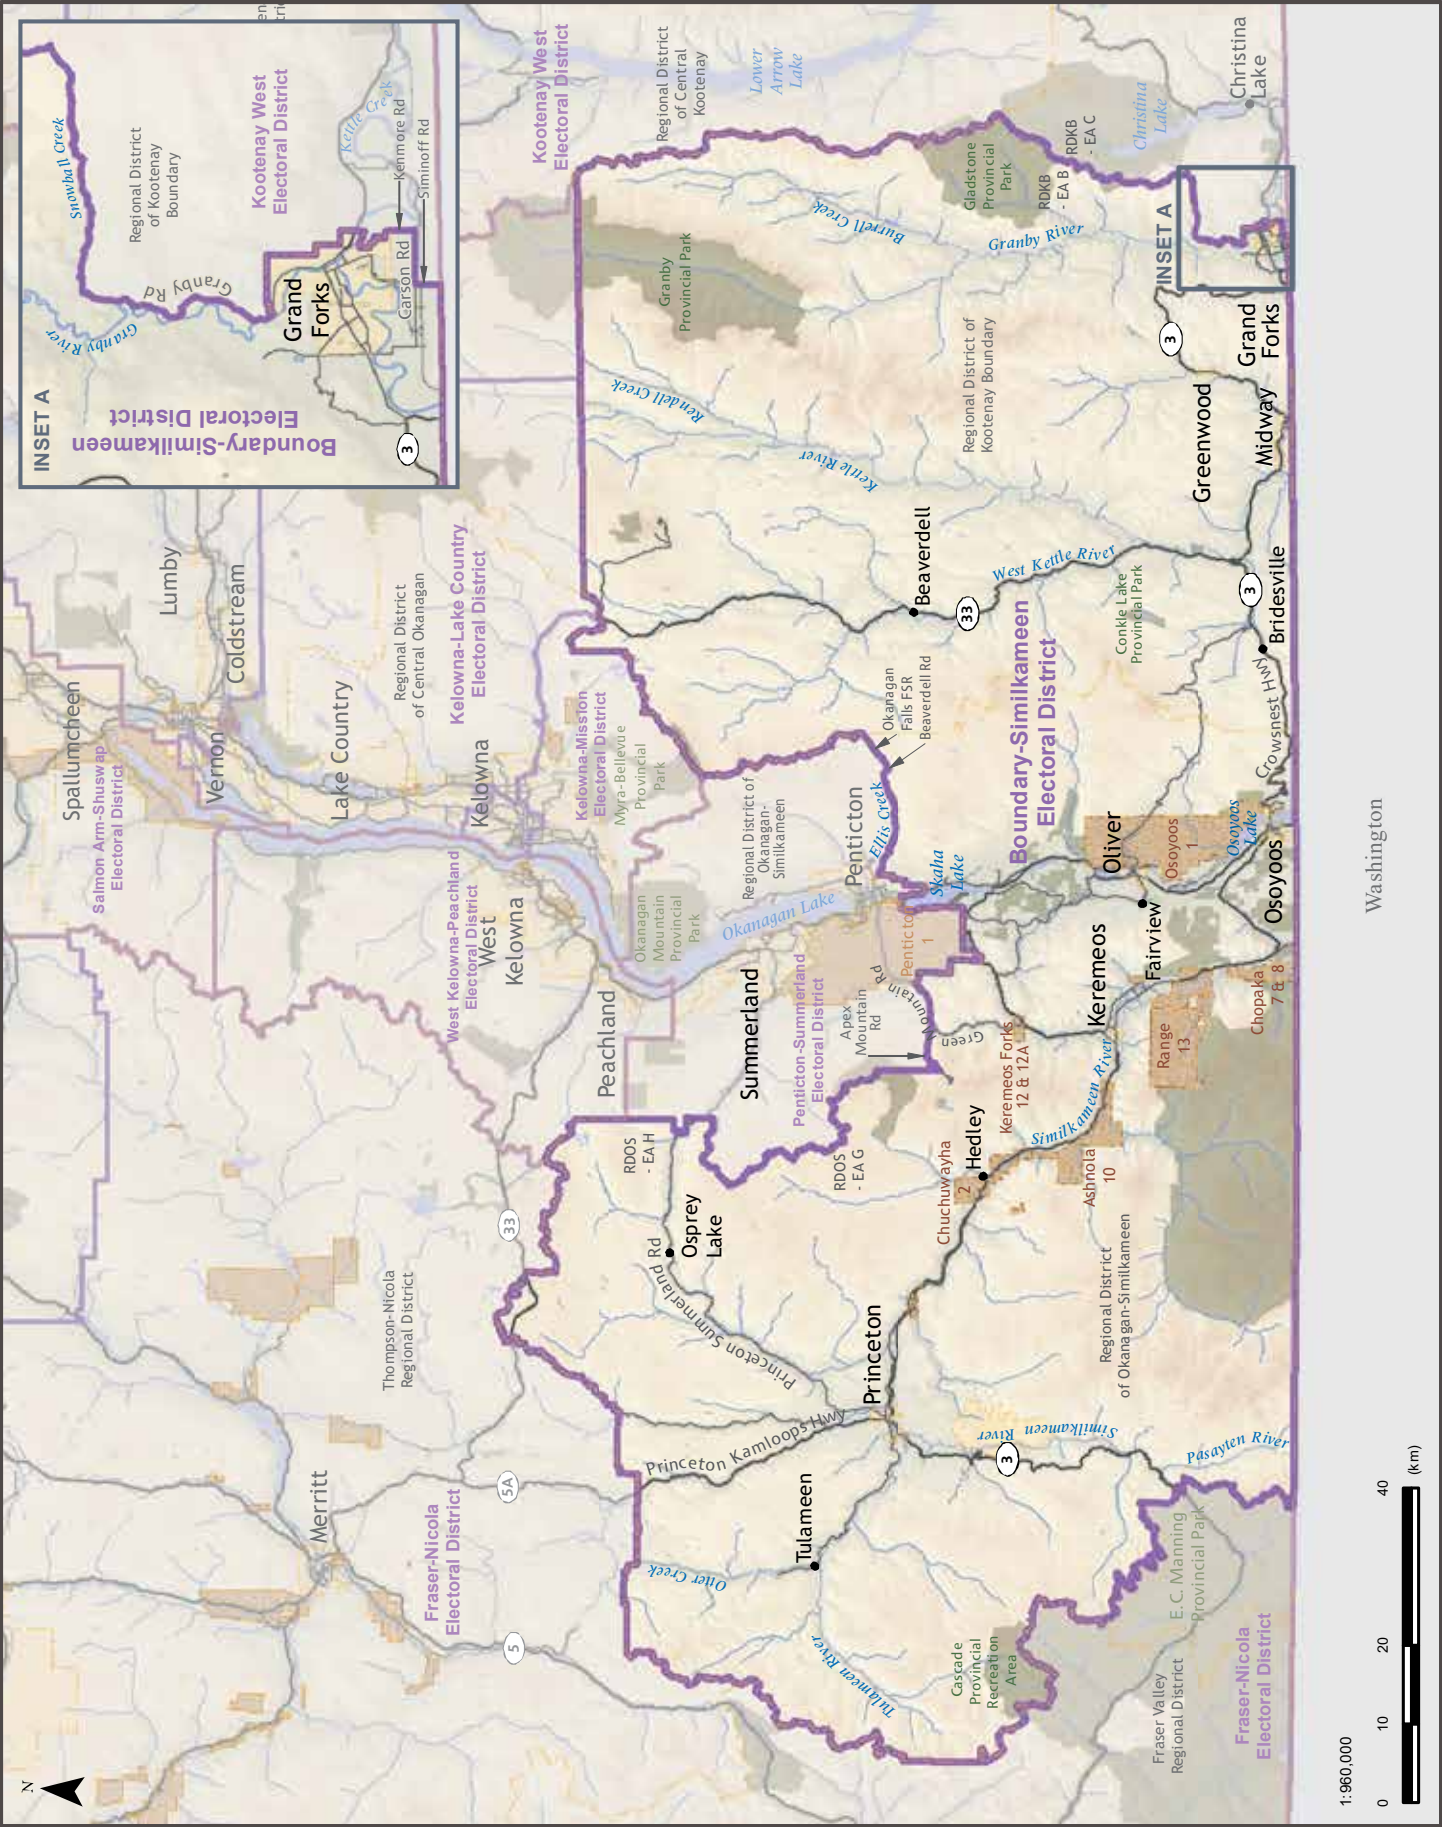 N
Merritt
Fraser-Nicola
Electoral District
5
5A
33
Thompson-Nicola
Regional District
Spallumcheen
Salmon Arm-Shuswap
Electoral District
Vernon
Coldstream
Lumby
Lake Country
Regional District
of Central Okanagan
Kelowna-Lake Country
Electoral District
Kelowna
West Kelowna-Peachland
Electoral District
West
Kelowna
Kelowna-Mission
Electoral District
Myra-Bellevue
Provincial
Park
Okanagan
Mountain
Provincial
Park
Peachland
Regional District of
Okanagan-
Similkameen
Okanagan Lake
Summerland
Penticton-Summerland
Electoral District
Penticton
Ellis Creek
Penticton
1
Skaha
Lake
Okanagan
Falls FSR
Beaverdell Rd
Apex
Mountain
Rd
Green Mountain Rd
INSET A
Snowball Creek
Granby River
Granby Rd
Regional District
of Kootenay
Boundary
Kootenay West
Electoral District
Boundary-Similkameen
Electoral District
Grand
Forks
Kettle Creek
Kenmore Rd
Siminoff Rd
Carson Rd
3
Kootenay West
Electoral District
Regional District
of Central
Kootenay
Lower
Arrow
Lake
Granby
Provincial Park
Burrell Creek
Gladstone
Provincial
Park
Granby River
RDKB
- EA B
RDKB
- EA C
Christina
Lake
Christina
Lake
INSET A
Rendell Creek
Kettle River
Regional District of
Kootenay Boundary
3
Grand
Forks
Greenwood
Midway
Beaverdell
33
West Kettle River
Conkle Lake
Provincial Park
3
Bridesville
Crowsnest Hwy
Boundary-Similkameen
Electoral District
Oliver
Osoyoos
1
Osoyoos
Lake
Osoyoos
Fairview
Keremeos
Keremeos Forks
12 & 12A
Similkameen River
Range
13
Chopaka
7 & 8
Ashnola
10
Hedley
Chuchuwayha
2
RDOS
- EA H
RDOS
- EA G
Osprey
Lake
Princeton Summerland Rd
Princeton
Princeton Kamloops Hwy
Regional District
of Okanagan-Similkameen
3
Similkameen River
Pasayten River
Tulameen
Otter Creek
Tulameen River
Cascade
Provincial
Recreation
Area
E.C. Manning
Provincial Park
Fraser Valley
Regional District
Fraser-Nicola
Electoral District
Washington
1:960,000
0
10
20
40
(km)